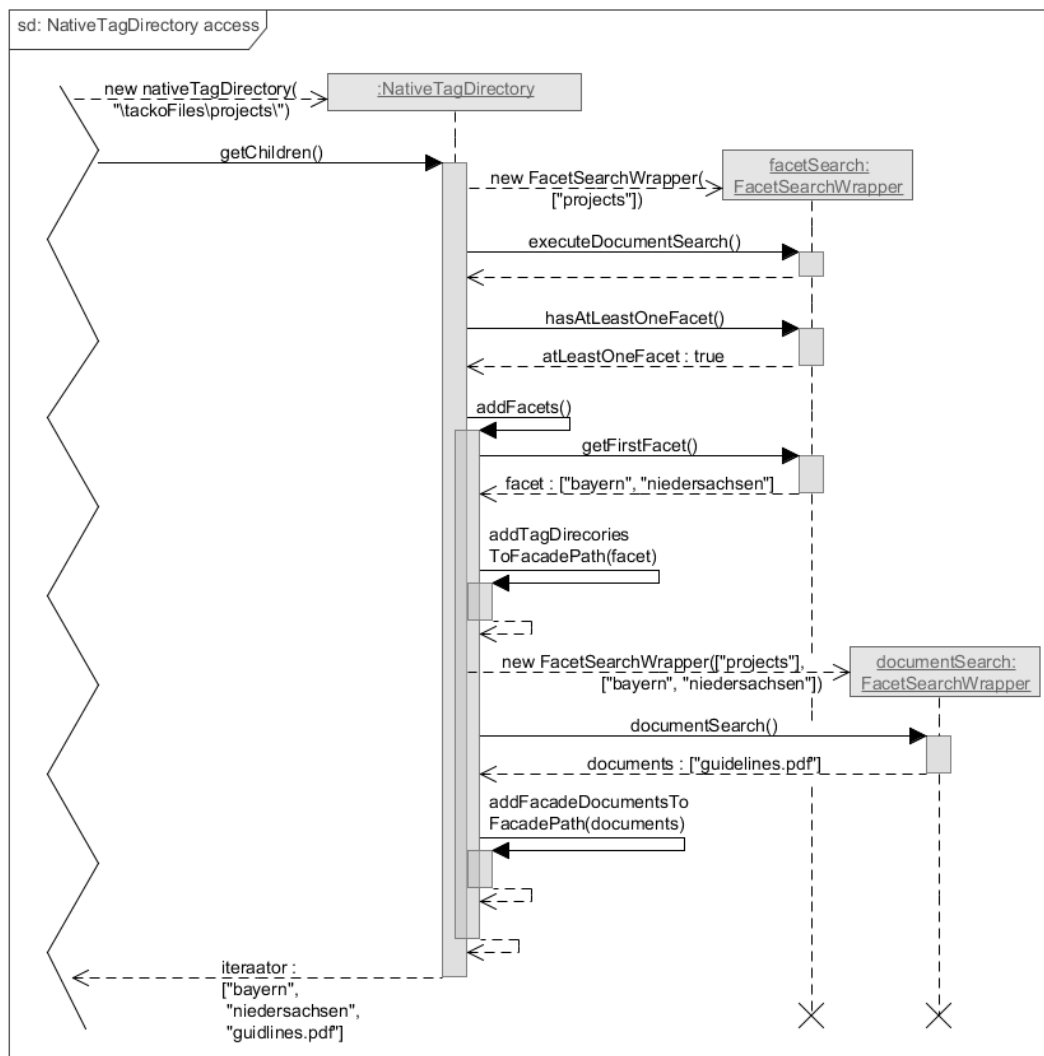 sd: NativeTagDirectory access
new nativeTagDirectory(
"\tackoFiles\projects\")
:NativeTagDirectory
getChildren()
new FacetSearchWrapper(
["projects"])
facetSearch:
FacetSearchWrapper
executeDocumentSearch()
hasAtLeastOneFacet()
atLeastOneFacet : true
addFacets()
getFirstFacet()
facet : ["bayern", "niedersachsen"]
addTagDirecories
ToFacadePath(facet)
new FacetSearchWrapper(["projects"],
["bayern", "niedersachsen"])
documentSearch:
FacetSearchWrapper
documentSearch()
documents : ["guidelines.pdf"]
addFacadeDocumentsTo
FacadePath(documents)
iteraator :
["bayern",
"niedersachsen",
"guidlines.pdf"]